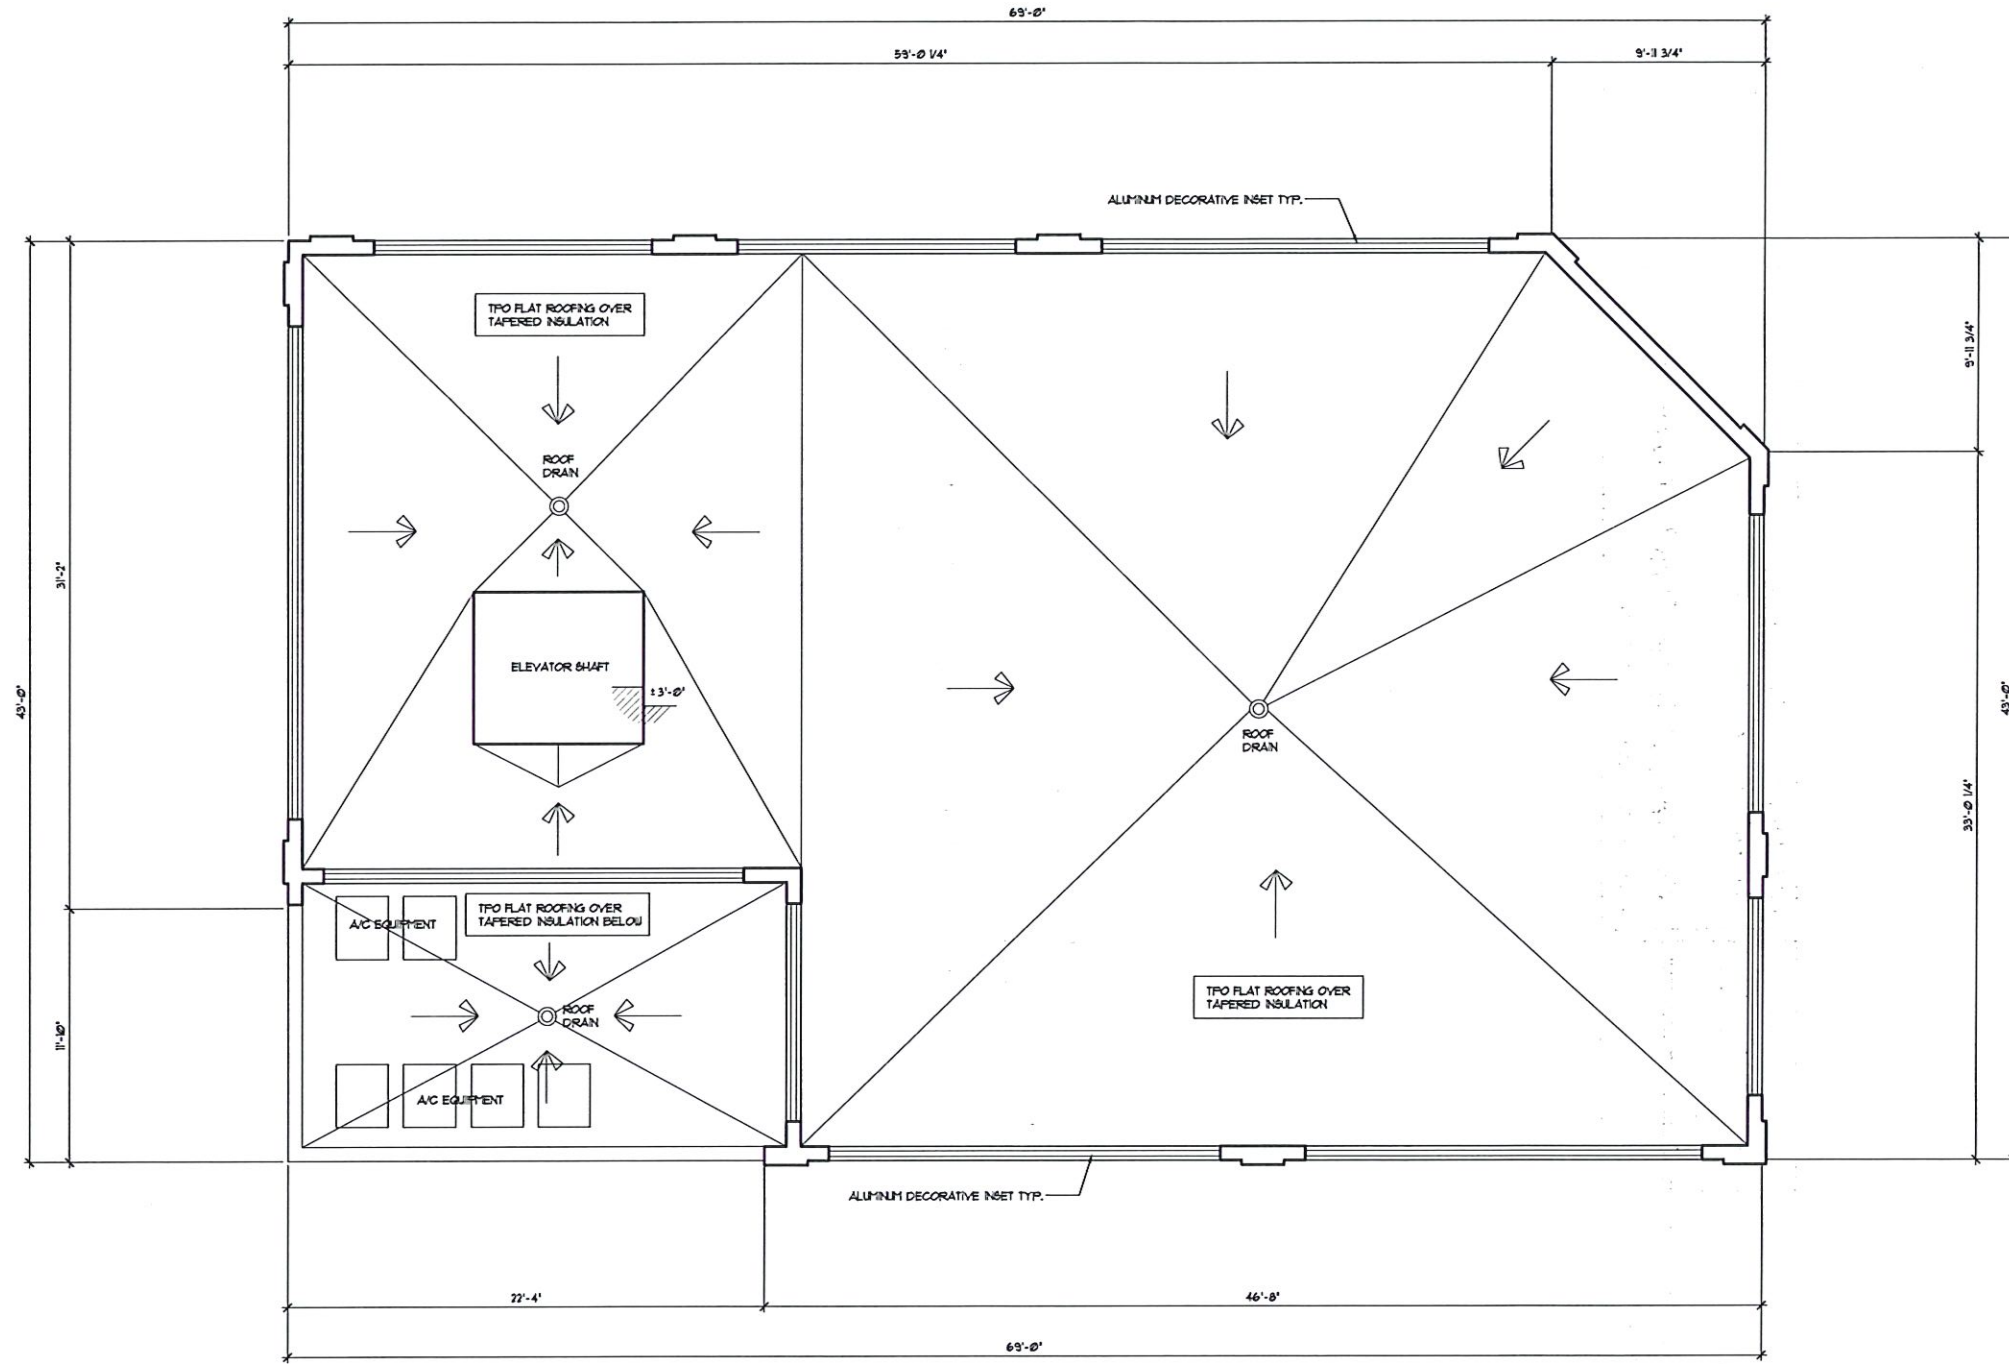 69'-0"
59'-0 1/4"
9'-11 3/4"
ALUMINUM DECORATIVE INSET TYP.
TPO FLAT ROOFING OVER
TAPERED INSULATION
9'-11 3/4"
ROOF
DRAIN
31'-2"
ELEVATOR SHAFT
±3'-0"
43'-0"
43'-0"
ROOF
DRAIN
33'-0 1/4"
A/C EQUIPMENT
TPO FLAT ROOFING OVER
TAPERED INSULATION BELOW
TPO FLAT ROOFING OVER
TAPERED INSULATION
ROOF
DRAIN
11'-10"
A/C EQUIPMENT
ALUMINUM DECORATIVE INSET TYP.
22'-4"
46'-8"
69'-0"